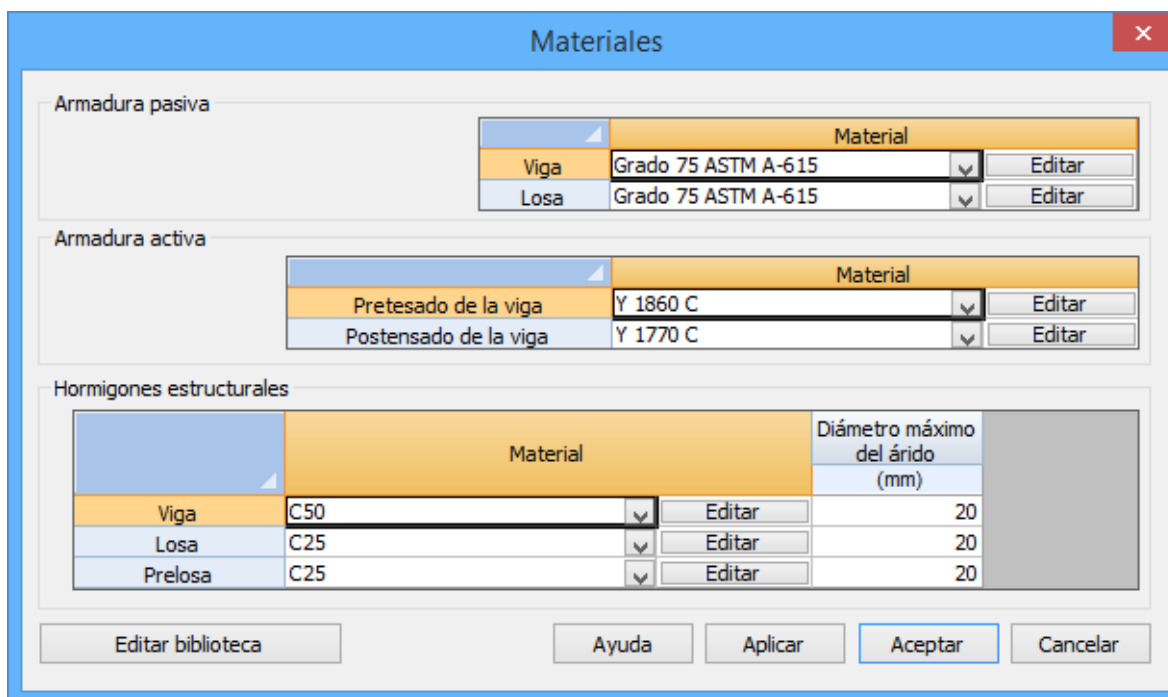 Materiales
Armadura pasiva
Material
Viga Grado 75 ASTM A-615 Editar
Losa Grado 75 ASTM A-615 Editar
Armadura activa
Material
Pretesado de la viga Y 1860 C Editar
Postensado de la viga Y 1770 C Editar
Hormigones estructurales
Material
Diámetro máximo
del árido
(mm)
Viga C50 Editar 20
Losa C25 Editar 20
Prelosa C25 Editar 20
Editar biblioteca Ayuda Aplicar Aceptar Cancelar